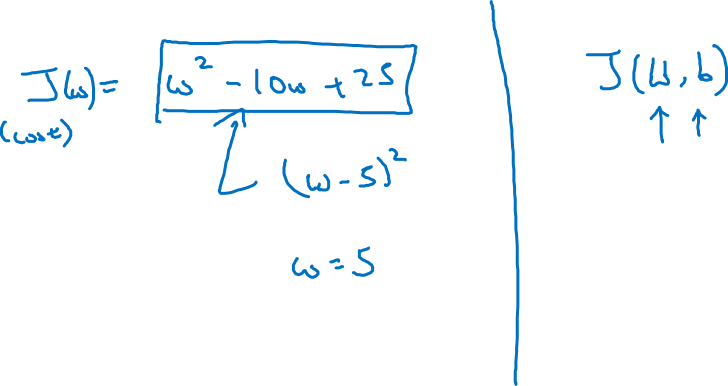 J(w) = w² - 10w + 25
(cost)
(w - 5)²
w = 5
J(W, b)